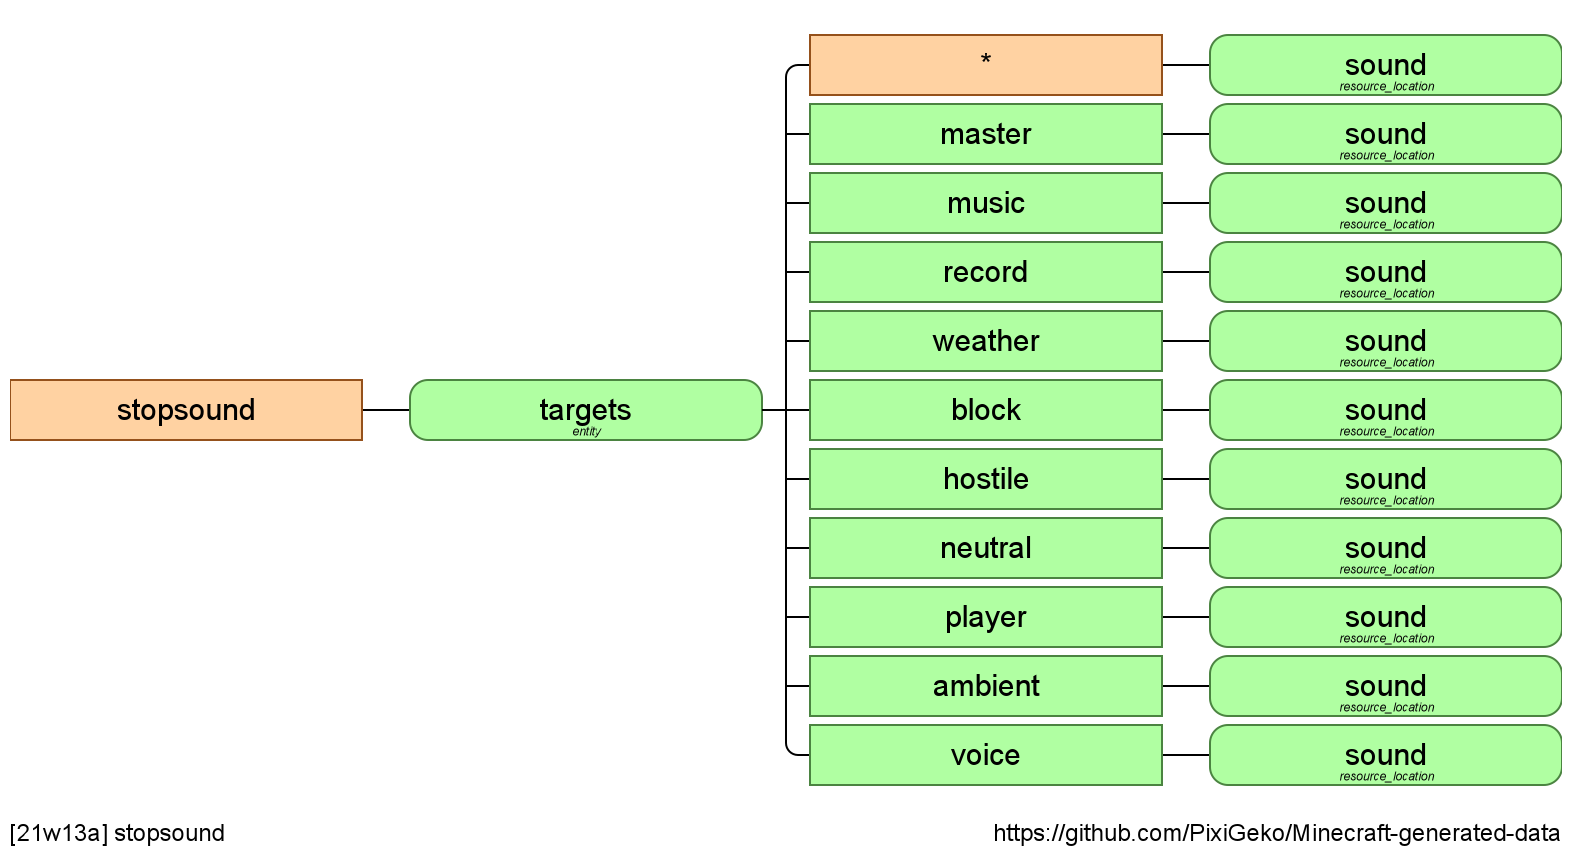 *
sound
resource_location
master
sound
resource_location
music
sound
resource_location
record
sound
resource_location
weather
sound
resource_location
stopsound
targets
entity
block
sound
resource_location
hostile
sound
resource_location
neutral
sound
resource_location
player
sound
resource_location
ambient
sound
resource_location
voice
sound
resource_location
[21w13a] stopsound
https://github.com/PixiGeko/Minecraft-generated-data